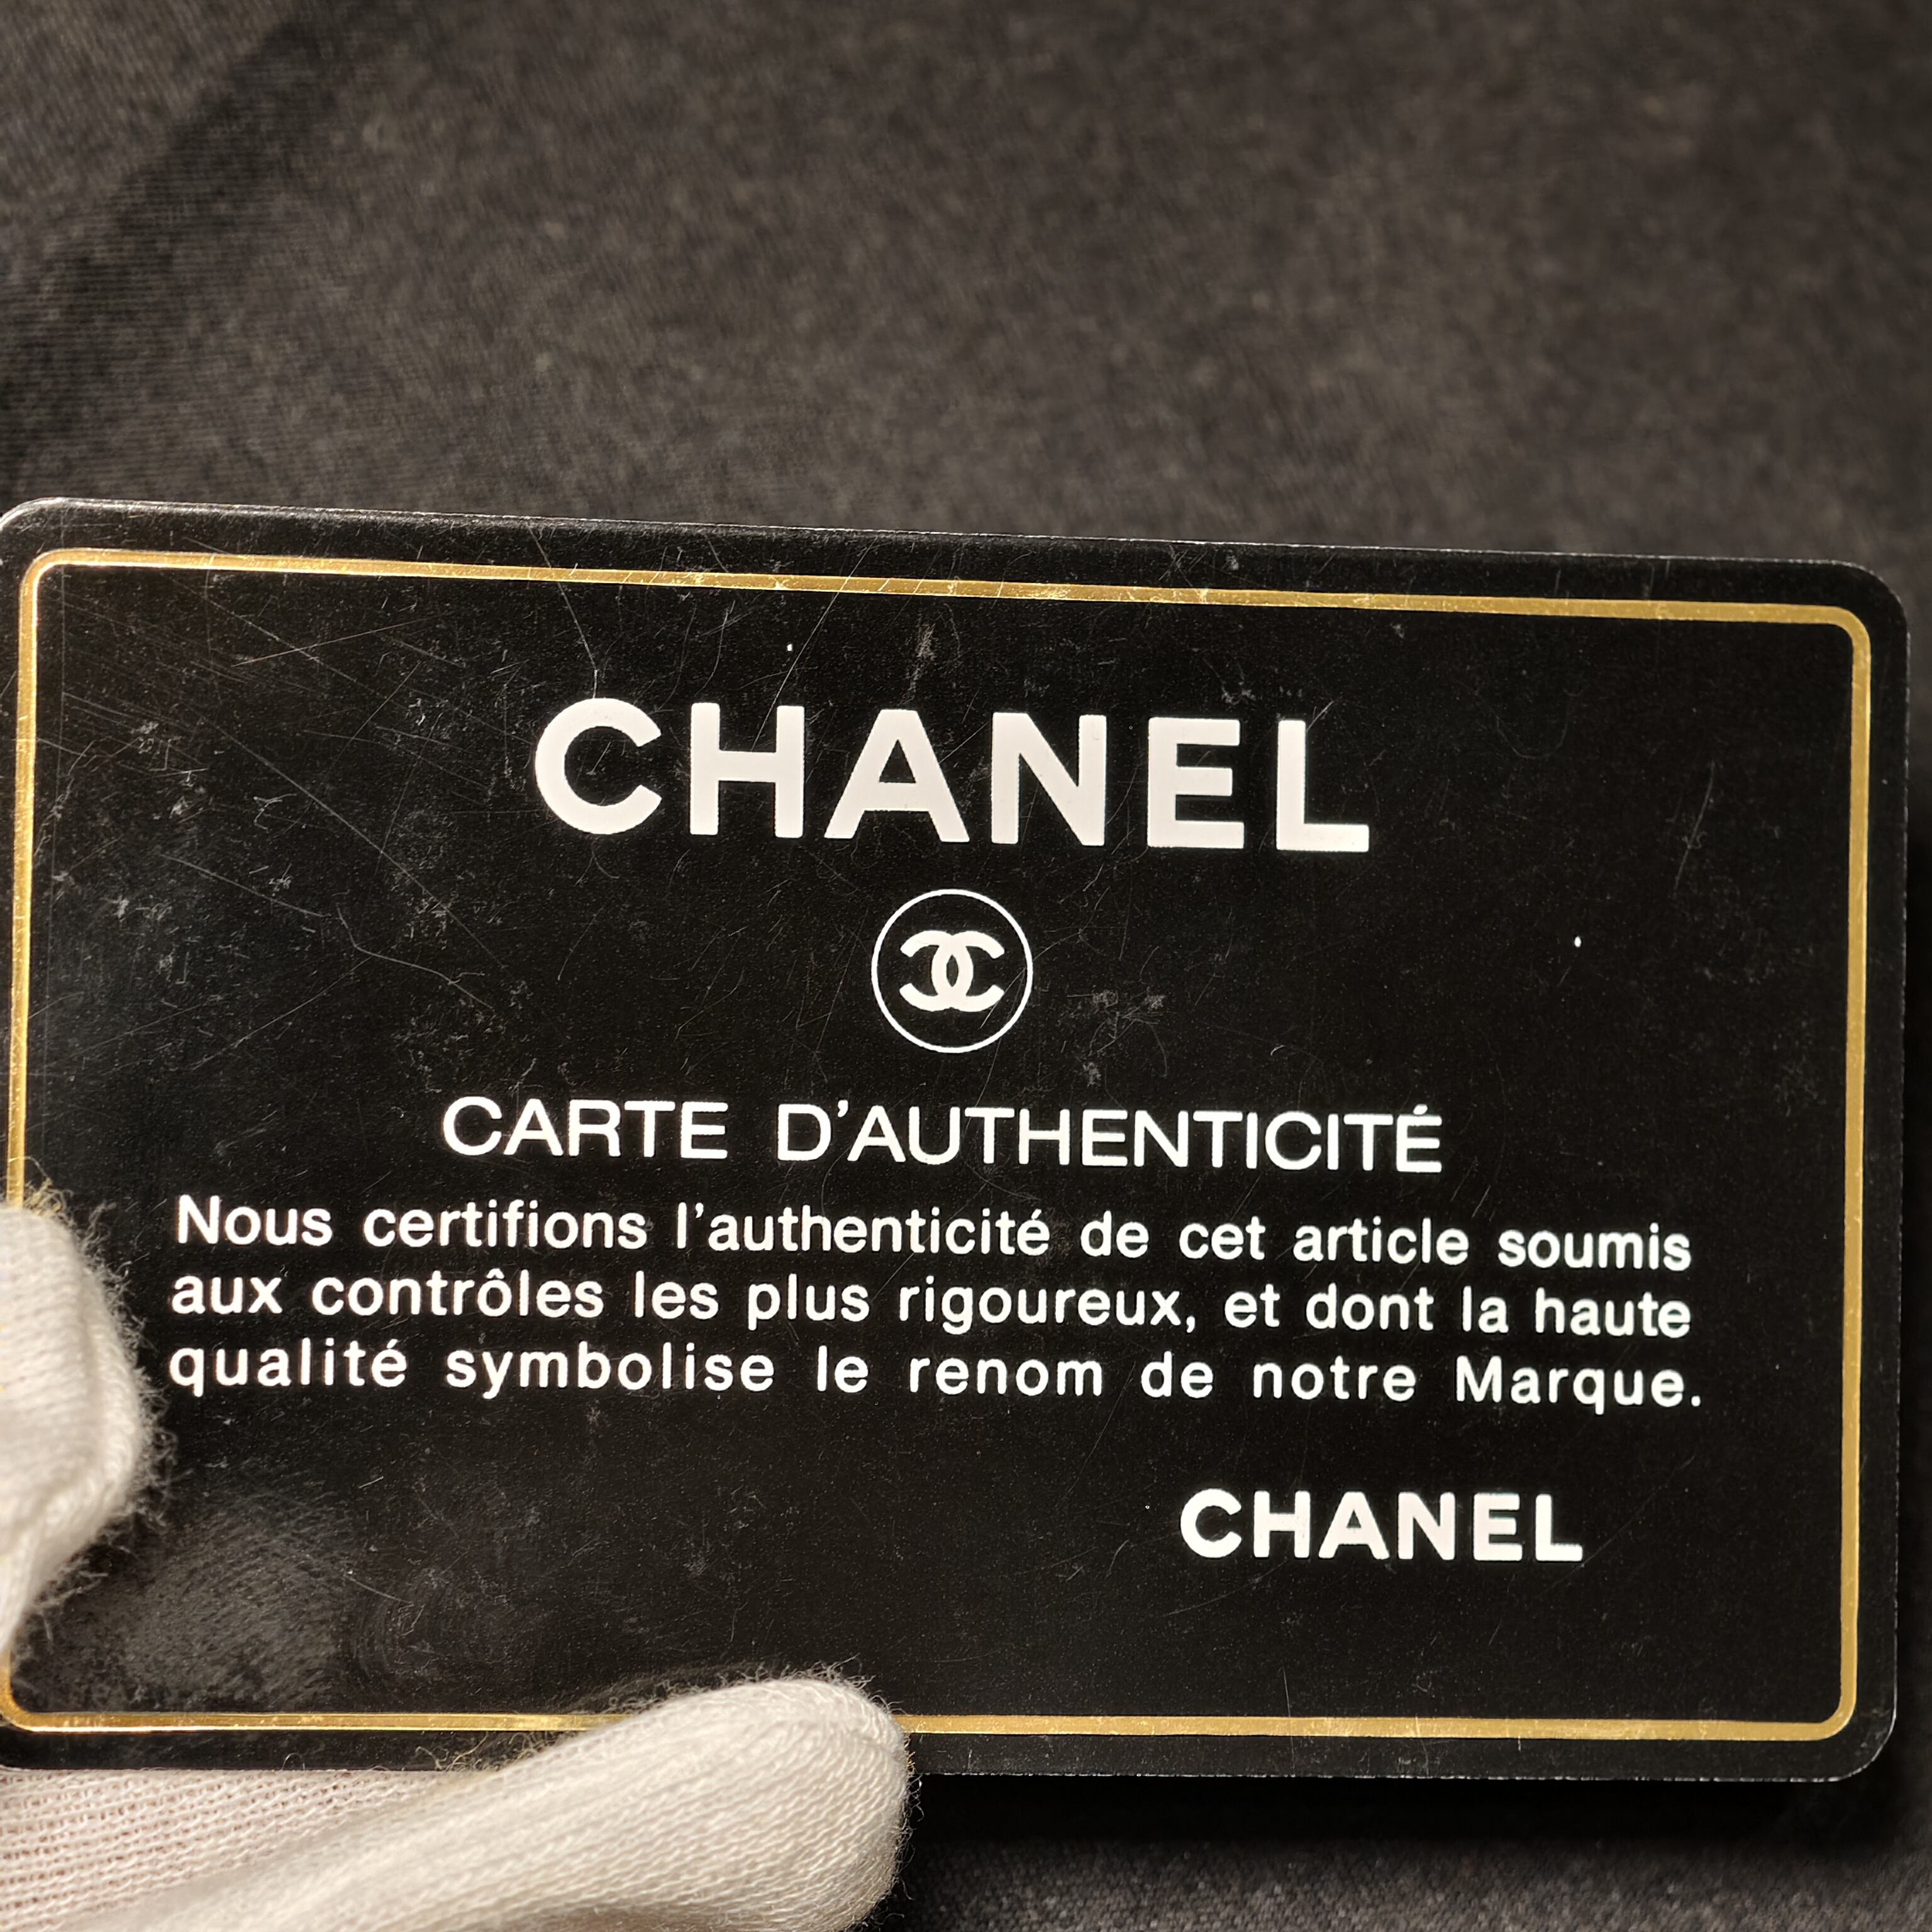 CHANEL
CARTE D'AUTHENTICITÉ
Nous certifions l'authenticité de cet article soumis
aux contrôles les plus rigoureux, et dont la haute
qualité symbolise le renom de notre Marque.
CHANEL